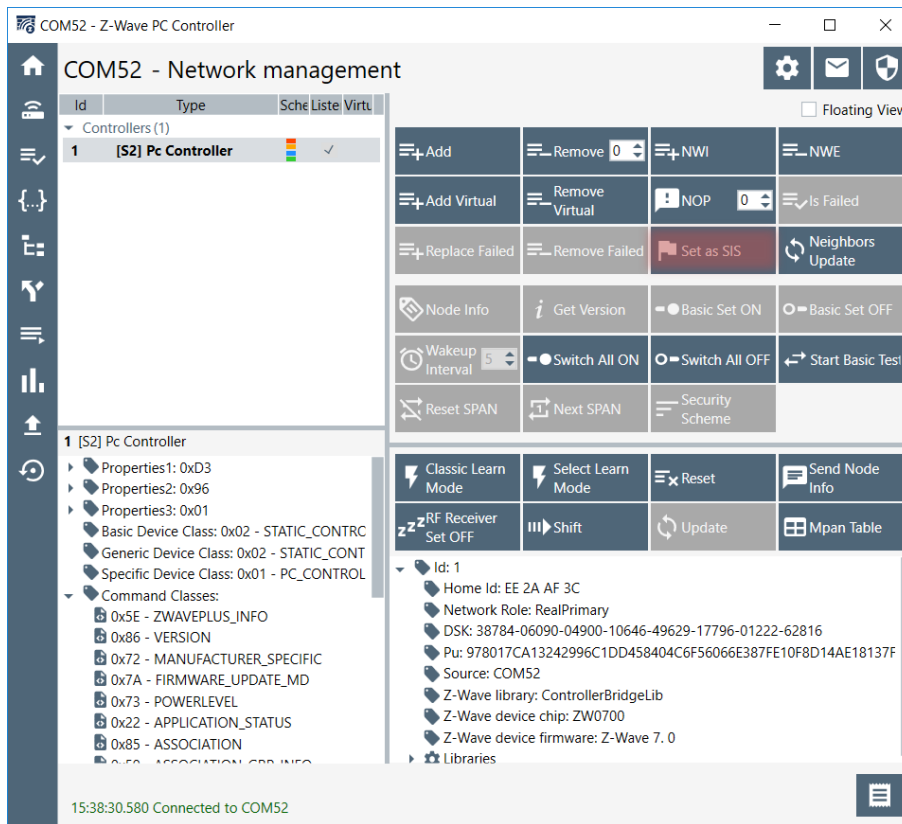 COM52 - Z-Wave PC Controller
COM52 - Network management
Id Type Sche Liste Virtu
Controllers (1)
1 [S2] Pc Controller
Floating View
Add
Remove 0
NWI
NWE
Add Virtual
Remove
Virtual
NOP 0
Is Failed
Replace Failed
Remove Failed
Set as SIS
Neighbors
Update
Node Info
Get Version
Basic Set ON
Basic Set OFF
Wakeup
Interval 5
Switch All ON
Switch All OFF
Start Basic Test
Reset SPAN
Next SPAN
Security
Scheme
1 [S2] Pc Controller
Properties1: 0xD3
Properties2: 0x96
Properties3: 0x01
Basic Device Class: 0x02 - STATIC_CONTRC
Generic Device Class: 0x02 - STATIC_CONT
Specific Device Class: 0x01 - PC_CONTROL
Command Classes:
0x5E - ZWAVEPLUS_INFO
0x86 - VERSION
0x72 - MANUFACTURER_SPECIFIC
0x7A - FIRMWARE_UPDATE_MD
0x73 - POWERLEVEL
0x22 - APPLICATION_STATUS
0x85 - ASSOCIATION
Classic Learn
Mode
Select Learn
Mode
Reset
Send Node
Info
RF Receiver
Set OFF
Shift
Update
Mpan Table
Id: 1
Home Id: EE 2A AF 3C
Network Role: RealPrimary
DSK: 38784-06090-04900-10646-49629-17796-01222-62816
Pu: 978017CA13242996C1DD458404C6F56066E387FE10F8D14AE18137F
Source: COM52
Z-Wave library: ControllerBridgeLib
Z-Wave device chip: ZW0700
Z-Wave device firmware: Z-Wave 7. 0
Libraries
15:38:30.580 Connected to COM52